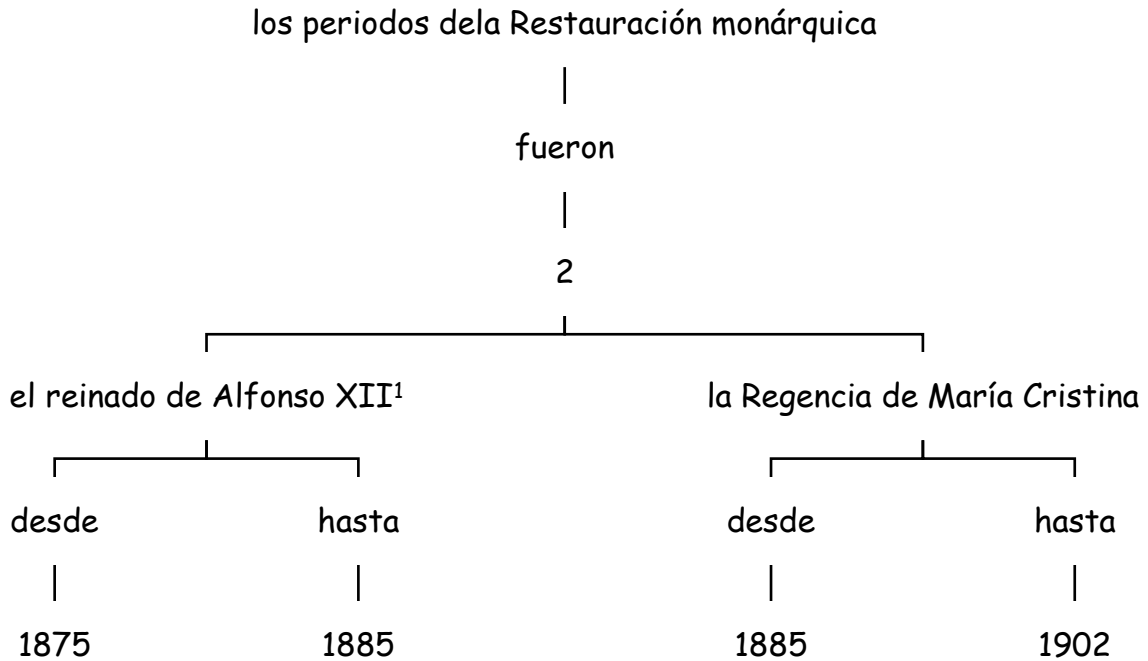 los periodos dela Restauración monárquica
fueron
2
el reinado de Alfonso XII¹ la Regencia de María Cristina
desde hasta desde hasta
1875 1885 1885 1902